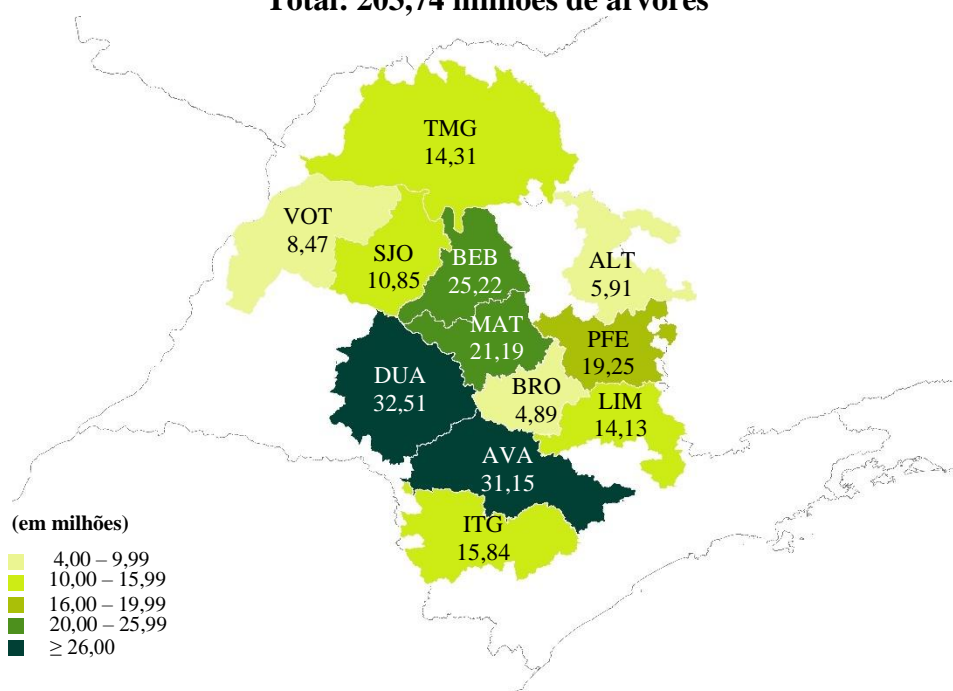 Total: 203,74 milhões de árvores
TMG
14,31
VOT
8,47
SJO
10,85
BEB
25,22
ALT
5,91
MAT
21,19
PFE
19,25
DUA
32,51
BRO
4,89
LIM
14,13
AVA
31,15
ITG
15,84
(em milhões)
4,00 – 9,99
10,00 – 15,99
16,00 – 19,99
20,00 – 25,99
≥ 26,00